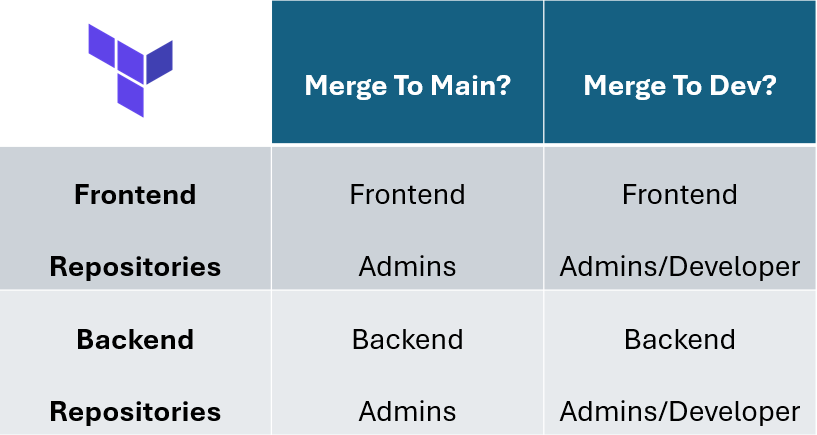 Merge To Main?
Merge To Dev?
Frontend
Repositories
Frontend
Admins
Frontend
Admins/Developer
Backend
Repositories
Backend
Admins
Backend
Admins/Developer